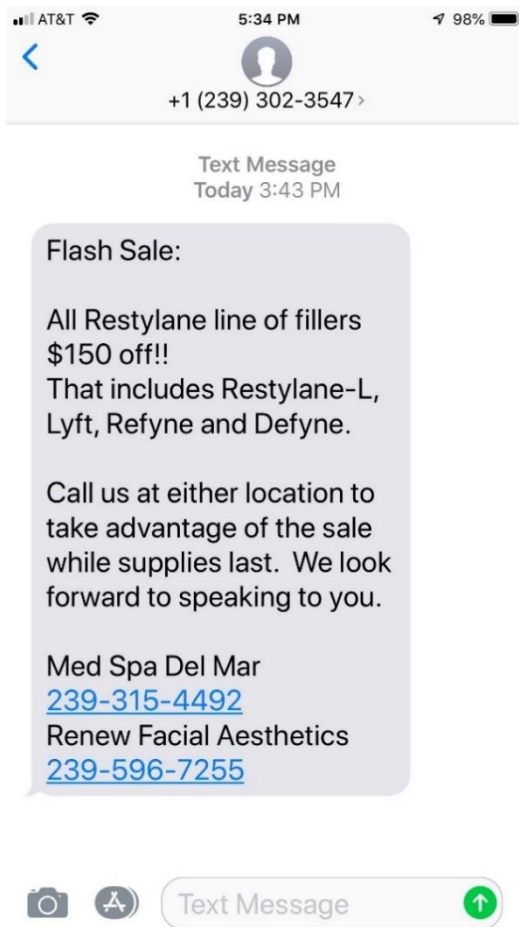 AT&T 5:34 PM 98%
+1 (239) 302-3547
Text Message
Today 3:43 PM
Flash Sale:
All Restylane line of fillers
$150 off!!
That includes Restylane-L,
Lyft, Refyne and Defyne.
Call us at either location to
take advantage of the sale
while supplies last. We look
forward to speaking to you.
Med Spa Del Mar
239-315-4492
Renew Facial Aesthetics
239-596-7255
Text Message